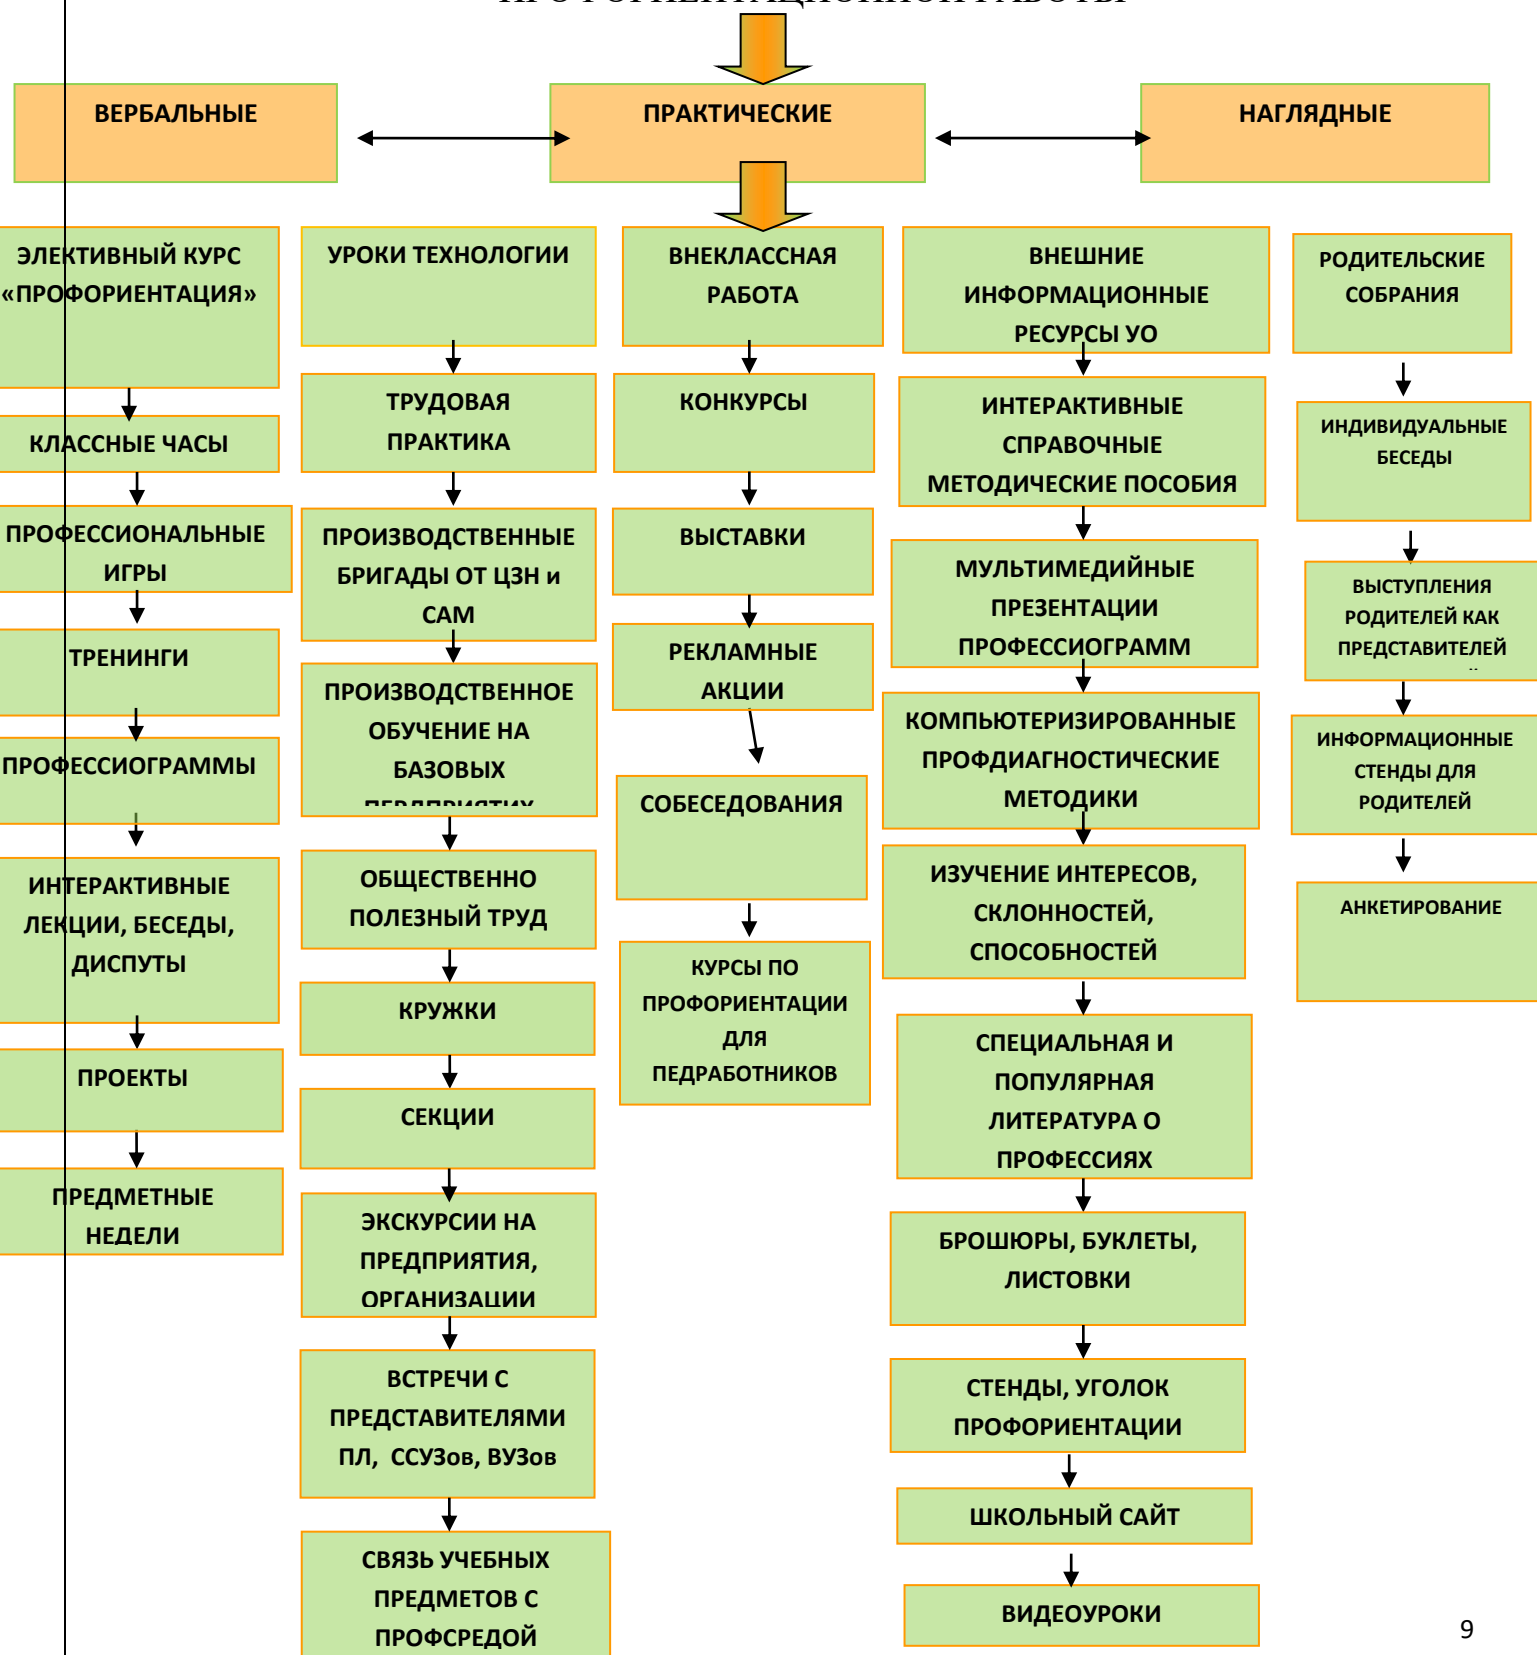 ПРОФОРИЕНТАЦИОННОЙ РАБОТЫ
ВЕРБАЛЬНЫЕ
ПРАКТИЧЕСКИЕ
НАГЛЯДНЫЕ
ЭЛЕКТИВНЫЙ КУРС
«ПРОФОРИЕНТАЦИЯ»
КЛАССНЫЕ ЧАСЫ
ПРОФЕССИОНАЛЬНЫЕ
ИГРЫ
ТРЕНИНГИ
ПРОФЕССИОГРАММЫ
ИНТЕРАКТИВНЫЕ
ЛЕКЦИИ, БЕСЕДЫ,
ДИСПУТЫ
ПРОЕКТЫ
ПРЕДМЕТНЫЕ
НЕДЕЛИ
УРОКИ ТЕХНОЛОГИИ
ТРУДОВАЯ
ПРАКТИКА
ПРОИЗВОДСТВЕННЫЕ
БРИГАДЫ ОТ ЦЗН и
САМ
ПРОИЗВОДСТВЕННОЕ
ОБУЧЕНИЕ НА
БАЗОВЫХ
ОБЩЕСТВЕННО
ПОЛЕЗНЫЙ ТРУД
КРУЖКИ
СЕКЦИИ
ЭКСКУРСИИ НА
ПРЕДПРИЯТИЯ,
ОРГАНИЗАЦИИ
ВСТРЕЧИ С
ПРЕДСТАВИТЕЛЯМИ
ПЛ, ССУЗов, ВУЗов
СВЯЗЬ УЧЕБНЫХ
ПРЕДМЕТОВ С
ПРОФСРЕДОЙ
ВНЕКЛАССНАЯ
РАБОТА
КОНКУРСЫ
ВЫСТАВКИ
РЕКЛАМНЫЕ
АКЦИИ
СОБЕСЕДОВАНИЯ
КУРСЫ ПО
ПРОФОРИЕНТАЦИИ
ДЛЯ
ПЕДРАБОТНИКОВ
ВНЕШНИЕ
ИНФОРМАЦИОННЫЕ
РЕСУРСЫ УО
ИНТЕРАКТИВНЫЕ
СПРАВОЧНЫЕ
МЕТОДИЧЕСКИЕ ПОСОБИЯ
МУЛЬТИМЕДИЙНЫЕ
ПРЕЗЕНТАЦИИ
ПРОФЕССИОГРАММ
КОМПЬЮТЕРИЗИРОВАННЫЕ
ПРОФДИАГНОСТИЧЕСКИЕ
МЕТОДИКИ
ИЗУЧЕНИЕ ИНТЕРЕСОВ,
СКЛОННОСТЕЙ,
СПОСОБНОСТЕЙ
СПЕЦИАЛЬНАЯ И
ПОПУЛЯРНАЯ
ЛИТЕРАТУРА О
ПРОФЕССИЯХ
БРОШЮРЫ, БУКЛЕТЫ,
ЛИСТОВКИ
СТЕНДЫ, УГОЛОК
ПРОФОРИЕНТАЦИИ
ШКОЛЬНЫЙ САЙТ
ВИДЕОУРОКИ
РОДИТЕЛЬСКИЕ
СОБРАНИЯ
ИНДИВИДУАЛЬНЫЕ
БЕСЕДЫ
ВЫСТУПЛЕНИЯ
РОДИТЕЛЕЙ КАК
ПРЕДСТАВИТЕЛЕЙ
ИНФОРМАЦИОННЫЕ
СТЕНДЫ ДЛЯ
РОДИТЕЛЕЙ
АНКЕТИРОВАНИЕ
9